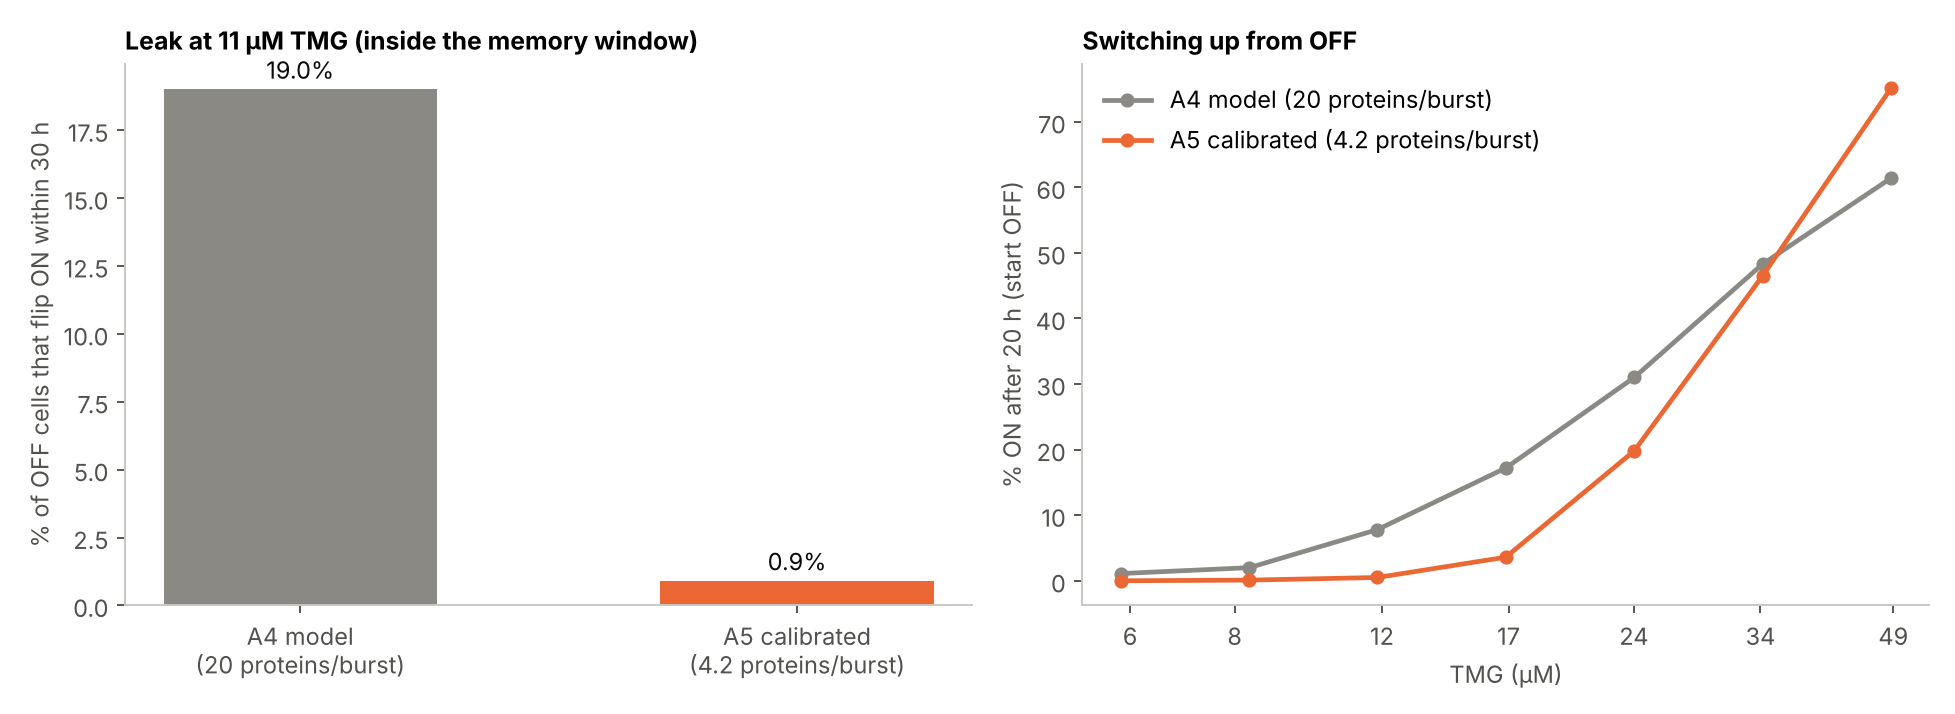 Leak at 11 µM TMG (inside the memory window)
% of OFF cells that flip ON within 30 h
17.5
15.0
12.5
10.0
7.5
5.0
2.5
0.0
19.0%
0.9%
A4 model
(20 proteins/burst)
A5 calibrated
(4.2 proteins/burst)
Switching up from OFF
A4 model (20 proteins/burst)
A5 calibrated (4.2 proteins/burst)
% ON after 20 h (start OFF)
70
60
50
40
30
20
10
0
6
8
12
17
24
34
49
TMG (µM)